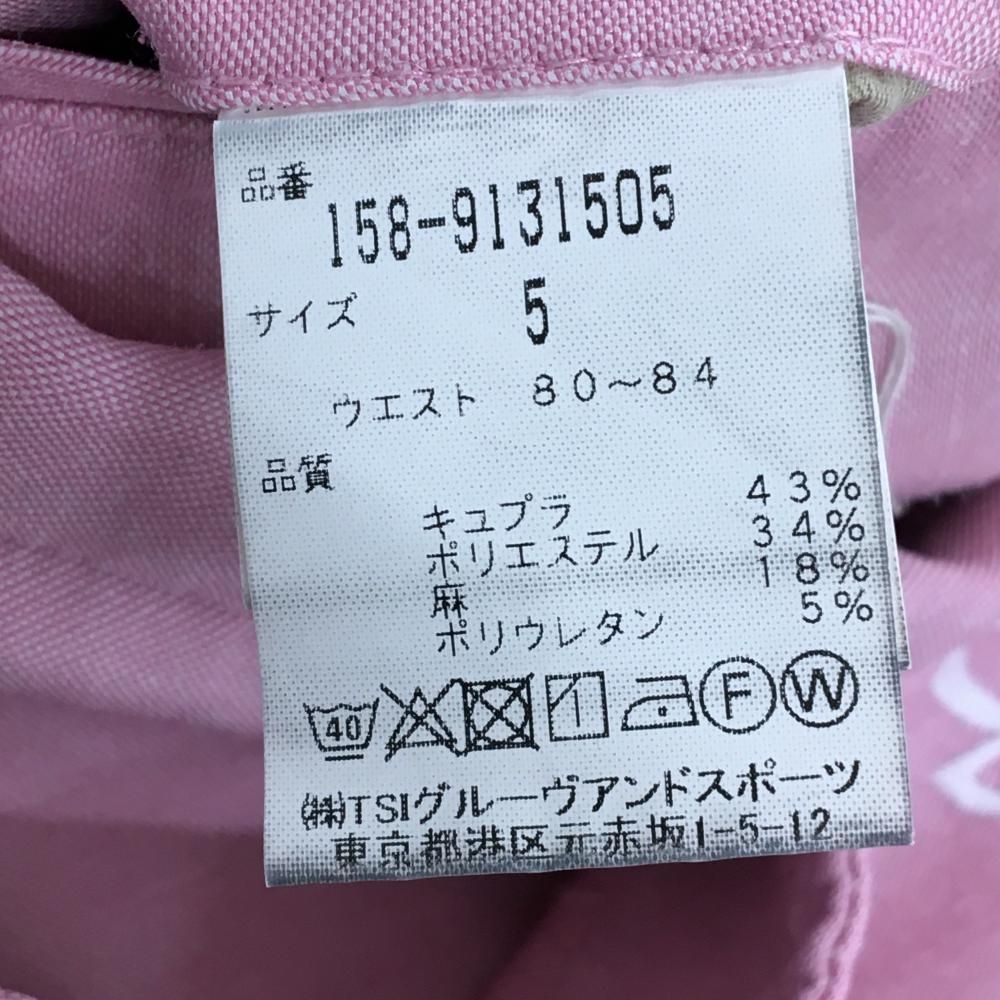 品番
158-9131505
サイズ 5
ウエスト 80～84
品質
キュプラ 43%
ポリエステル 34%
麻 18%
ポリウレタン 5%
40 F W
(株)TSIグルーヴアンドスポーツ
東京都港区元赤坂1-5-12